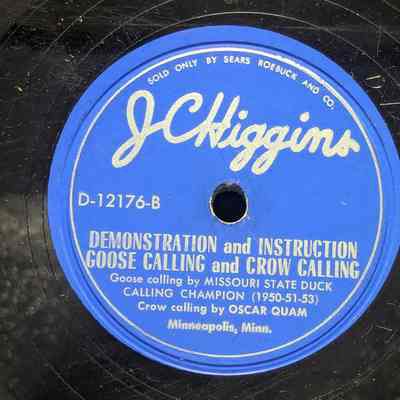 SOLD ONLY BY SEARS ROEBUCK AND CO.
J.C.Higgins
D-12176-B
DEMONSTRATION and INSTRUCTION
GOOSE CALLING and CROW CALLING
Goose calling by MISSOURI STATE DUCK
CALLING CHAMPION (1950-51-53)
Crow calling by OSCAR QUAM
Minneapolis, Minn.